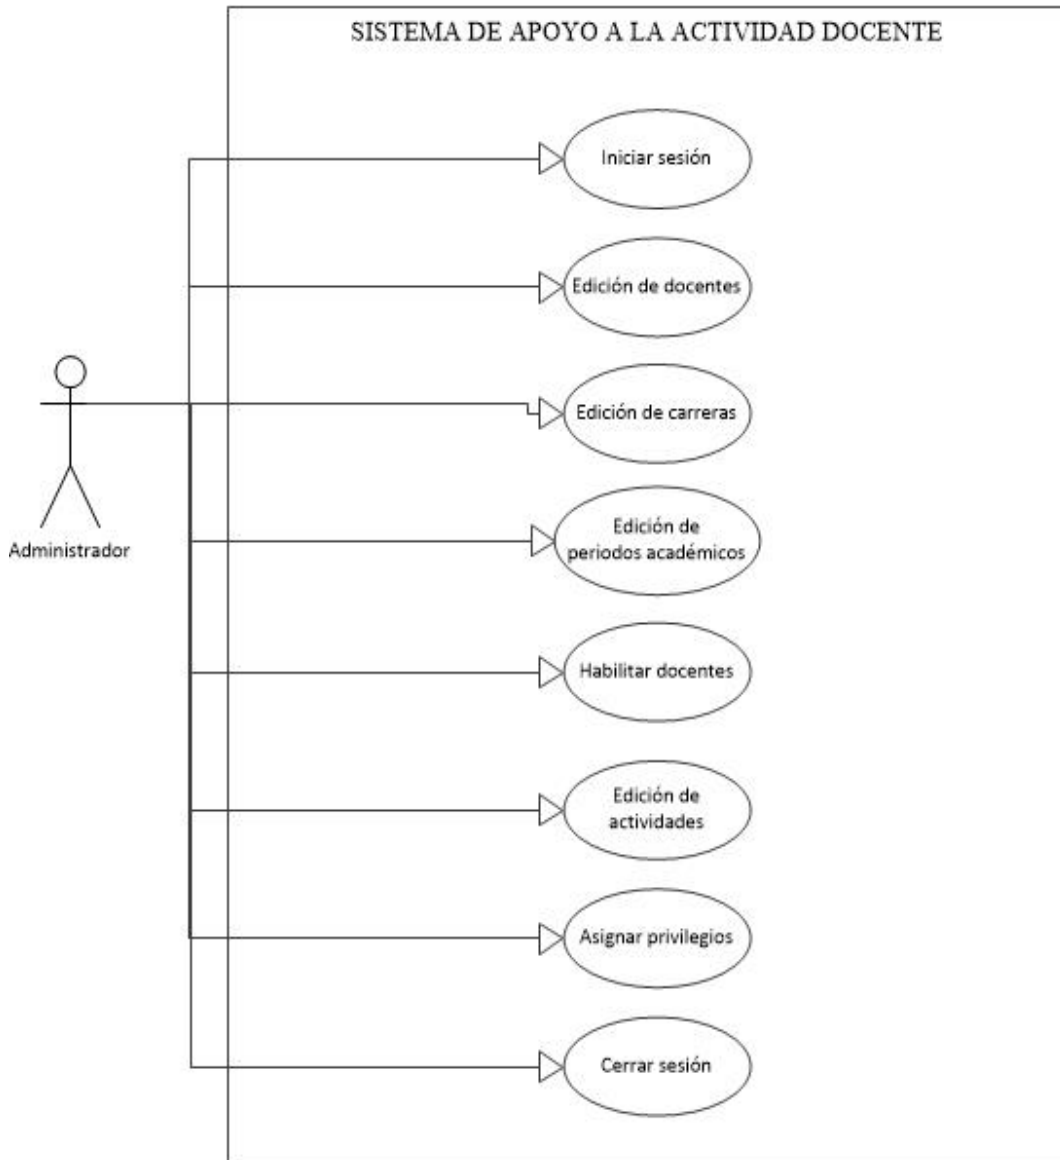 SISTEMA DE APOYO A LA ACTIVIDAD DOCENTE
Iniciar sesión
Edición de docentes
Edición de carreras
Administrador
Edición de
periodos académicos
Habilitar docentes
Edición de
actividades
Asignar privilegios
Cerrar sesión